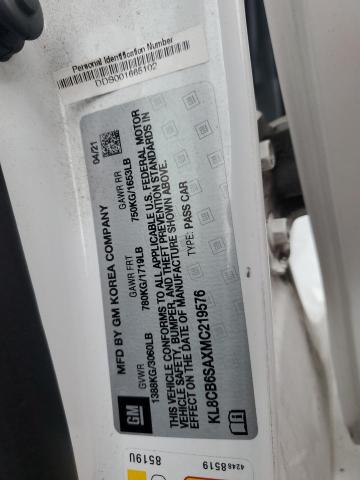 Personal Identification Number
DDS001665102
MFD BY GM KOREA COMPANY
04/21
GVWR
1388KG/3060LB
GAWR FRT
780KG/1719LB
GAWR RR
750KG/1653LB
THIS VEHICLE CONFORMS TO ALL APPLICABLE U.S. FEDERAL MOTOR
VEHICLE SAFETY, BUMPER, AND THEFT PREVENTION STANDARDS IN
EFFECT ON THE DATE OF MANUFACTURE SHOWN ABOVE.
TYPE: PASS CAR
KL8CB6SAXMC219576
GM
42468519
8519U